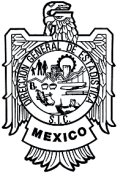 DIRECCION GENERAL DE ESTADISTICA
S.I.C.
MEXICO